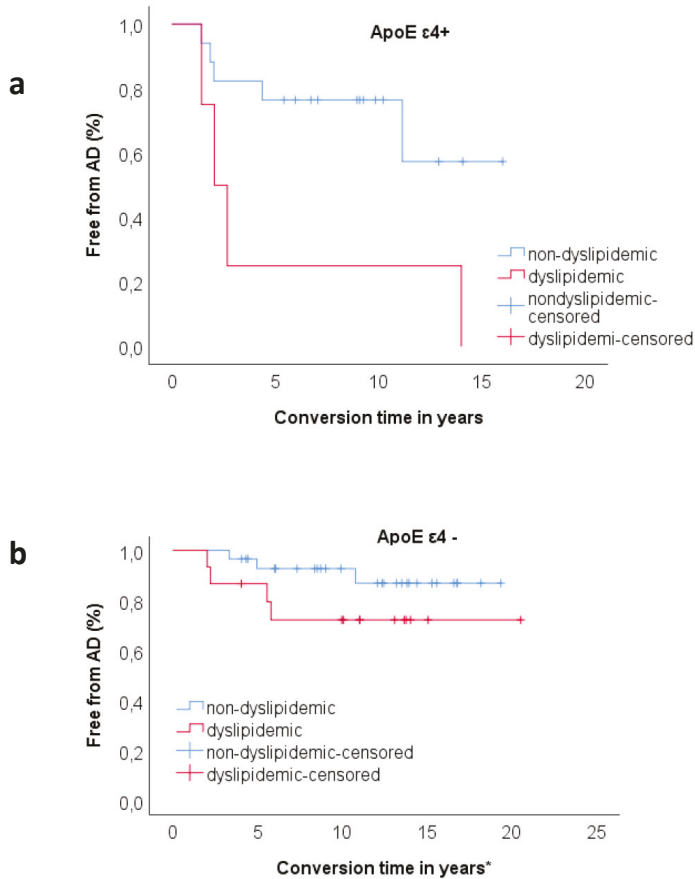 a
ApoE ε4+
Free from AD (%)
1,0
0,8
0,6
0,4
0,2
0,0
non-dyslipidemic
dyslipidemic
nondyslipidemic-
censored
dyslipidemi-censored
0 5 10 15 20
Conversion time in years
b
ApoE ε4 -
Free from AD (%)
1,0
0,8
0,6
0,4
0,2
0,0
non-dyslipidemic
dyslipidemic
non-dyslipidemic-censored
dyslipidemic-censored
0 5 10 15 20 25
Conversion time in years*